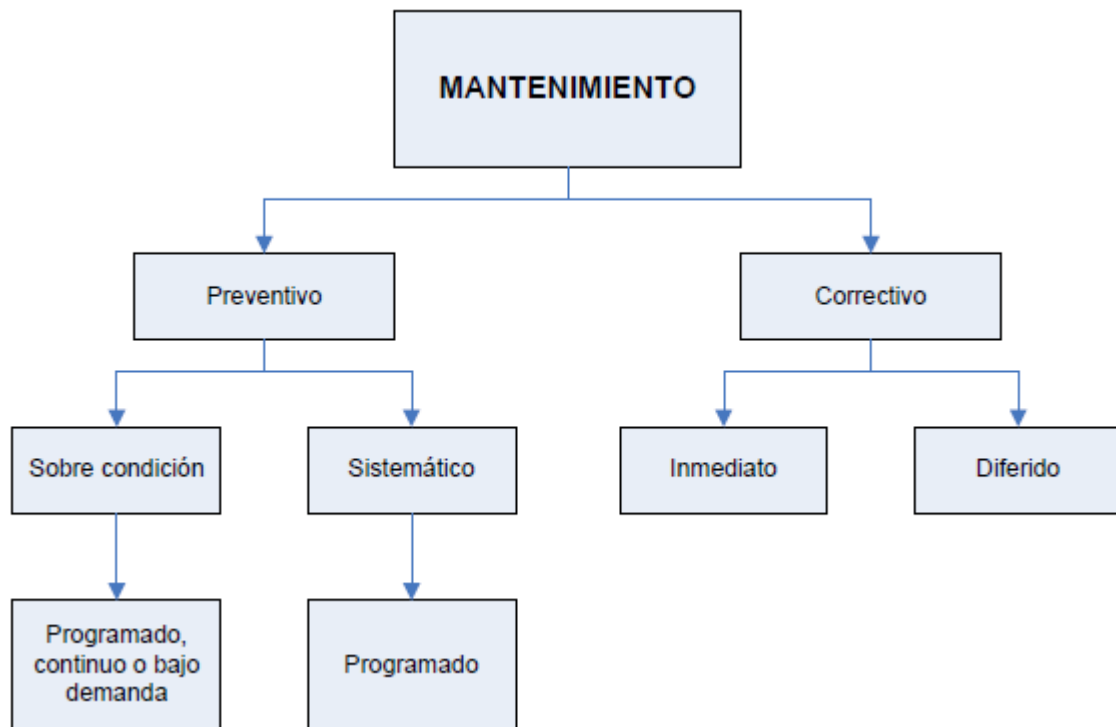 MANTENIMIENTO
Preventivo
Correctivo
Sobre condición
Sistemático
Inmediato
Diferido
Programado,
continuo o bajo
demanda
Programado